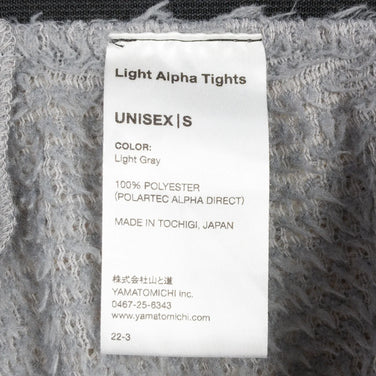 Light Alpha Tights
UNISEX|S
COLOR:
Light Gray
100% POLYESTER
(POLARTEC ALPHA DIRECT)
MADE IN TOCHIGI, JAPAN
株式会社山と道
YAMATOMICHI Inc.
0467-25-6343
www.yamatomichi.com
22-3